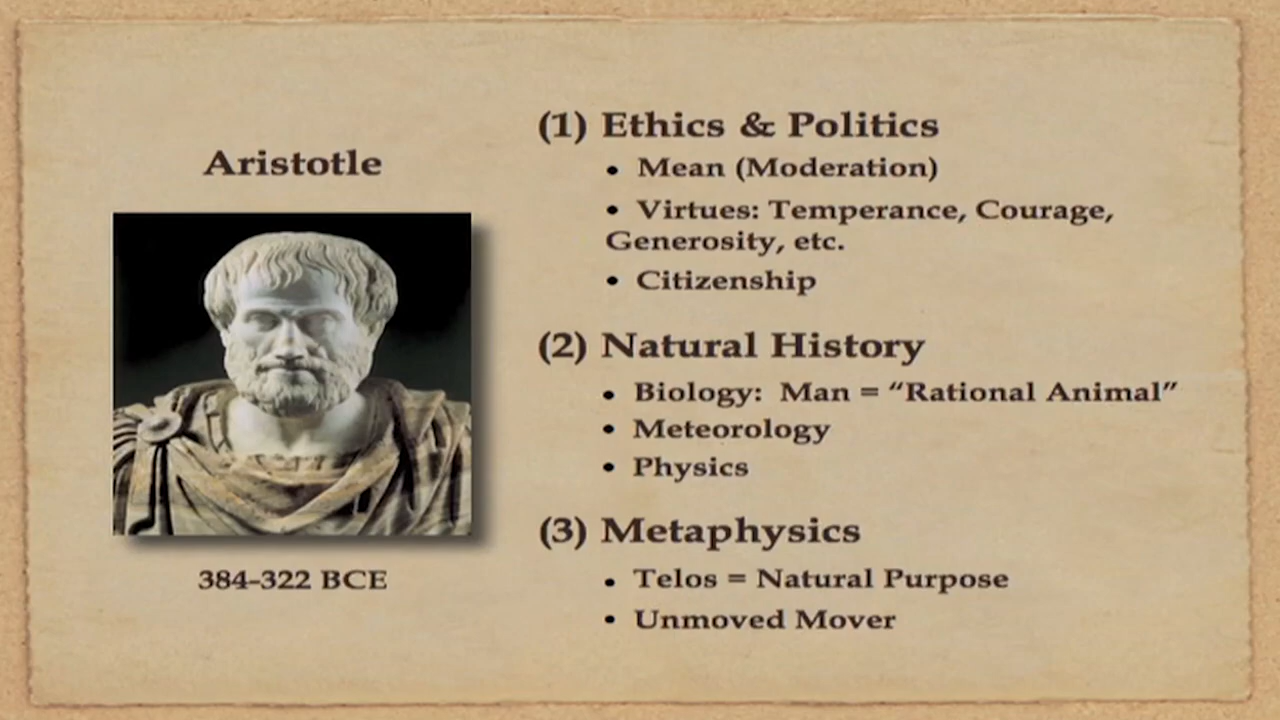 Aristotle
384-322 BCE
(1) Ethics & Politics
• Mean (Moderation)
• Virtues: Temperance, Courage,
Generosity, etc.
• Citizenship
(2) Natural History
• Biology: Man = “Rational Animal”
• Meteorology
• Physics
(3) Metaphysics
• Telos = Natural Purpose
• Unmoved Mover